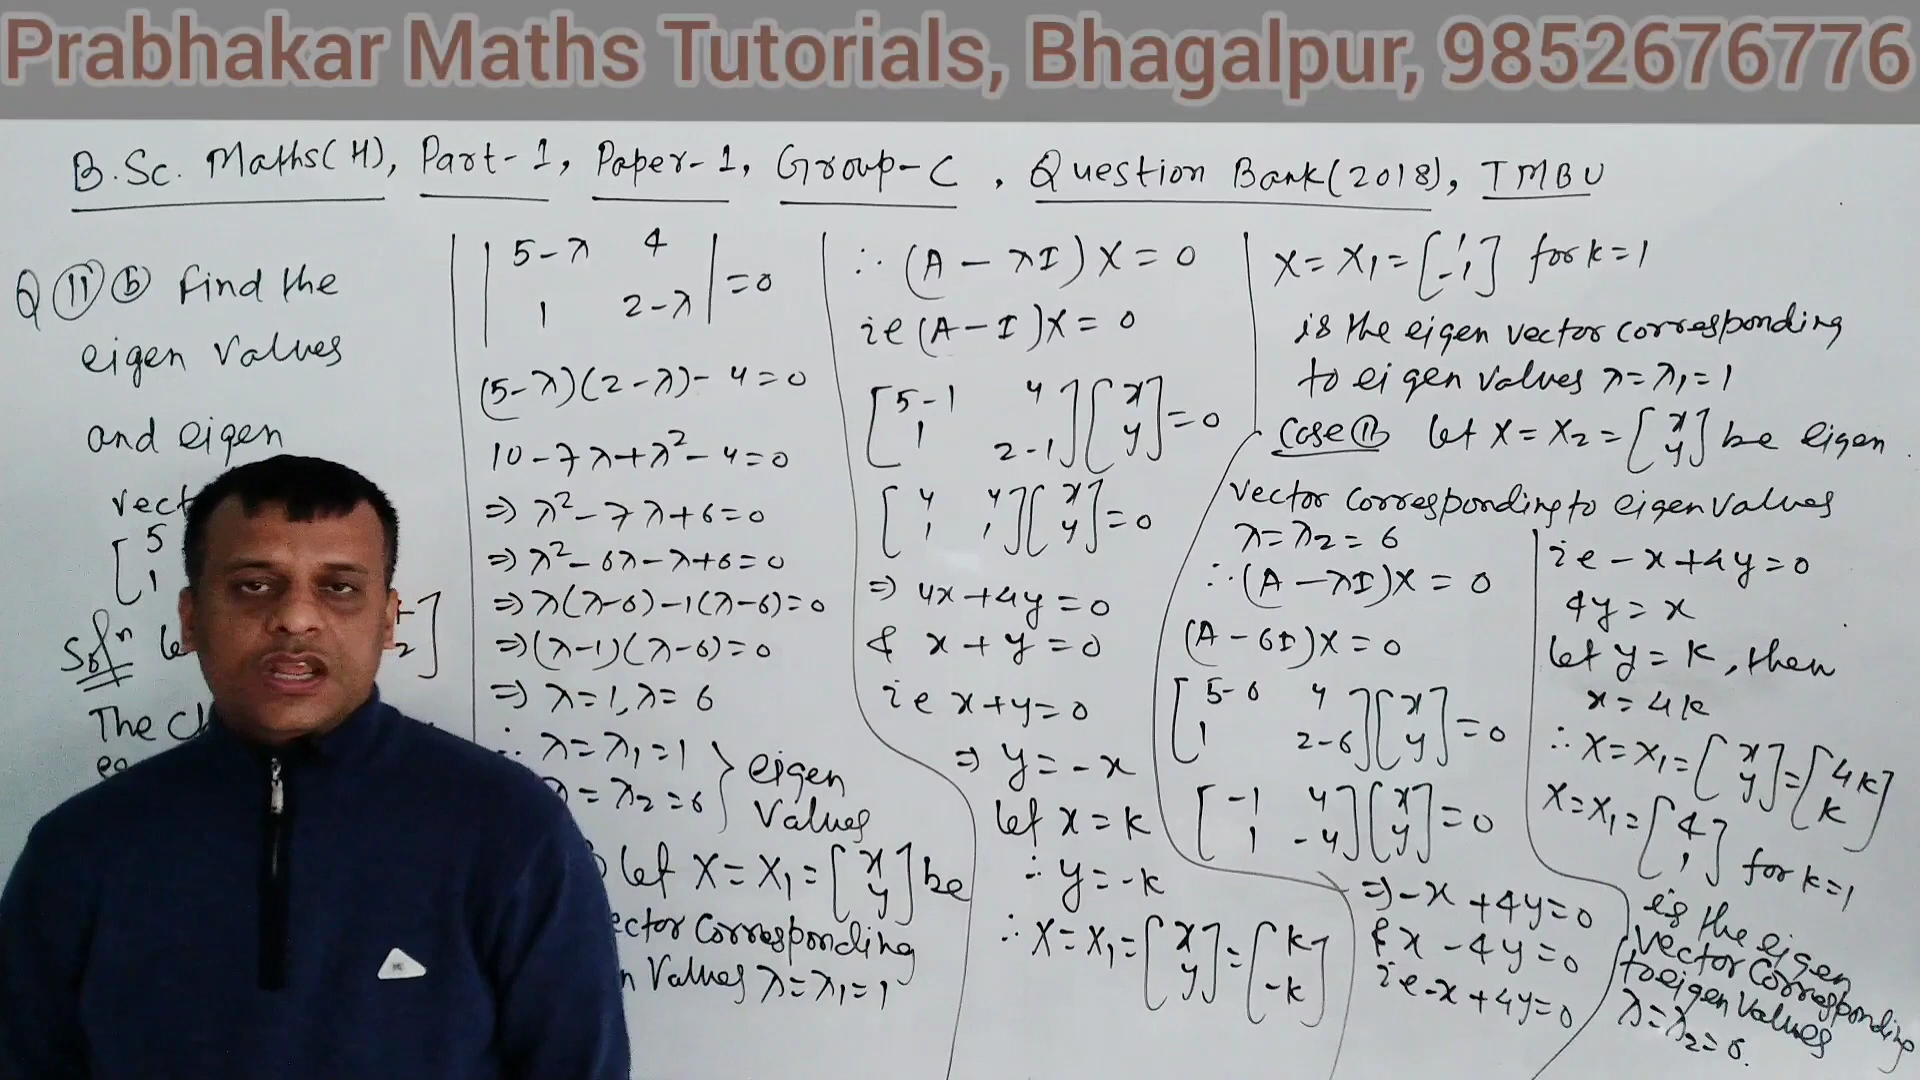 Prabhakar Maths Tutorials, Bhagalpur, 9852676776
B.Sc. Maths(H), Part-1, Paper-1, Group-C, Question Bank(2018), TMBU
Q 11 b Find the
eigen Values
and eigen
[5
1
Soln
The
|5-λ 4
1 2-λ| = 0
(5-λ)(2-λ)-4=0
10-7λ+λ²-4=0
⇒ λ²-7λ+6=0
⇒ λ²-6λ-λ+6=0
⇒ λ(λ-6)-1(λ-6)=0
⇒ (λ-1)(λ-6)=0
⇒ λ=1, λ=6
∴ λ=λ₁=1
λ=λ₂=6 } eigen
Values
let X=X₁=[x
y] be
ector Corresponding
n Values λ=λ₁=1
∴ (A-λI)X=0
ie (A-I)X=0
[5-1 4
1 2-1][x
y]=0
[4 4
1 1][x
y]=0
⇒ 4x+4y=0
& x+y=0
ie x+y=0
⇒ y=-x
let x=k
∴ y=-k
∴ X=X₁=[x
y]=[k
-k]
X=X₁=[1
-1] for k=1
is the eigen vector corresponding
to eigen values λ=λ₁=1
Case II let X=X₂=[x
y] be eigen
vector corresponding to eigen values
λ=λ₂=6
∴ (A-λI)X=0
(A-6I)X=0
[5-6 4
1 2-6][x
y]=0
[-1 4
1 -4][x
y]=0
⇒ -x+4y=0
& x-4y=0
ie -x+4y=0
ie -x+4y=0
4y=x
let y=k, then
x=4k
∴ X=X₁=[x
y]=[4k
k]
X=X₁=[4
1] for k=1
is the eigen
vector Corresponding
to eigen Values
λ=λ₂=6.